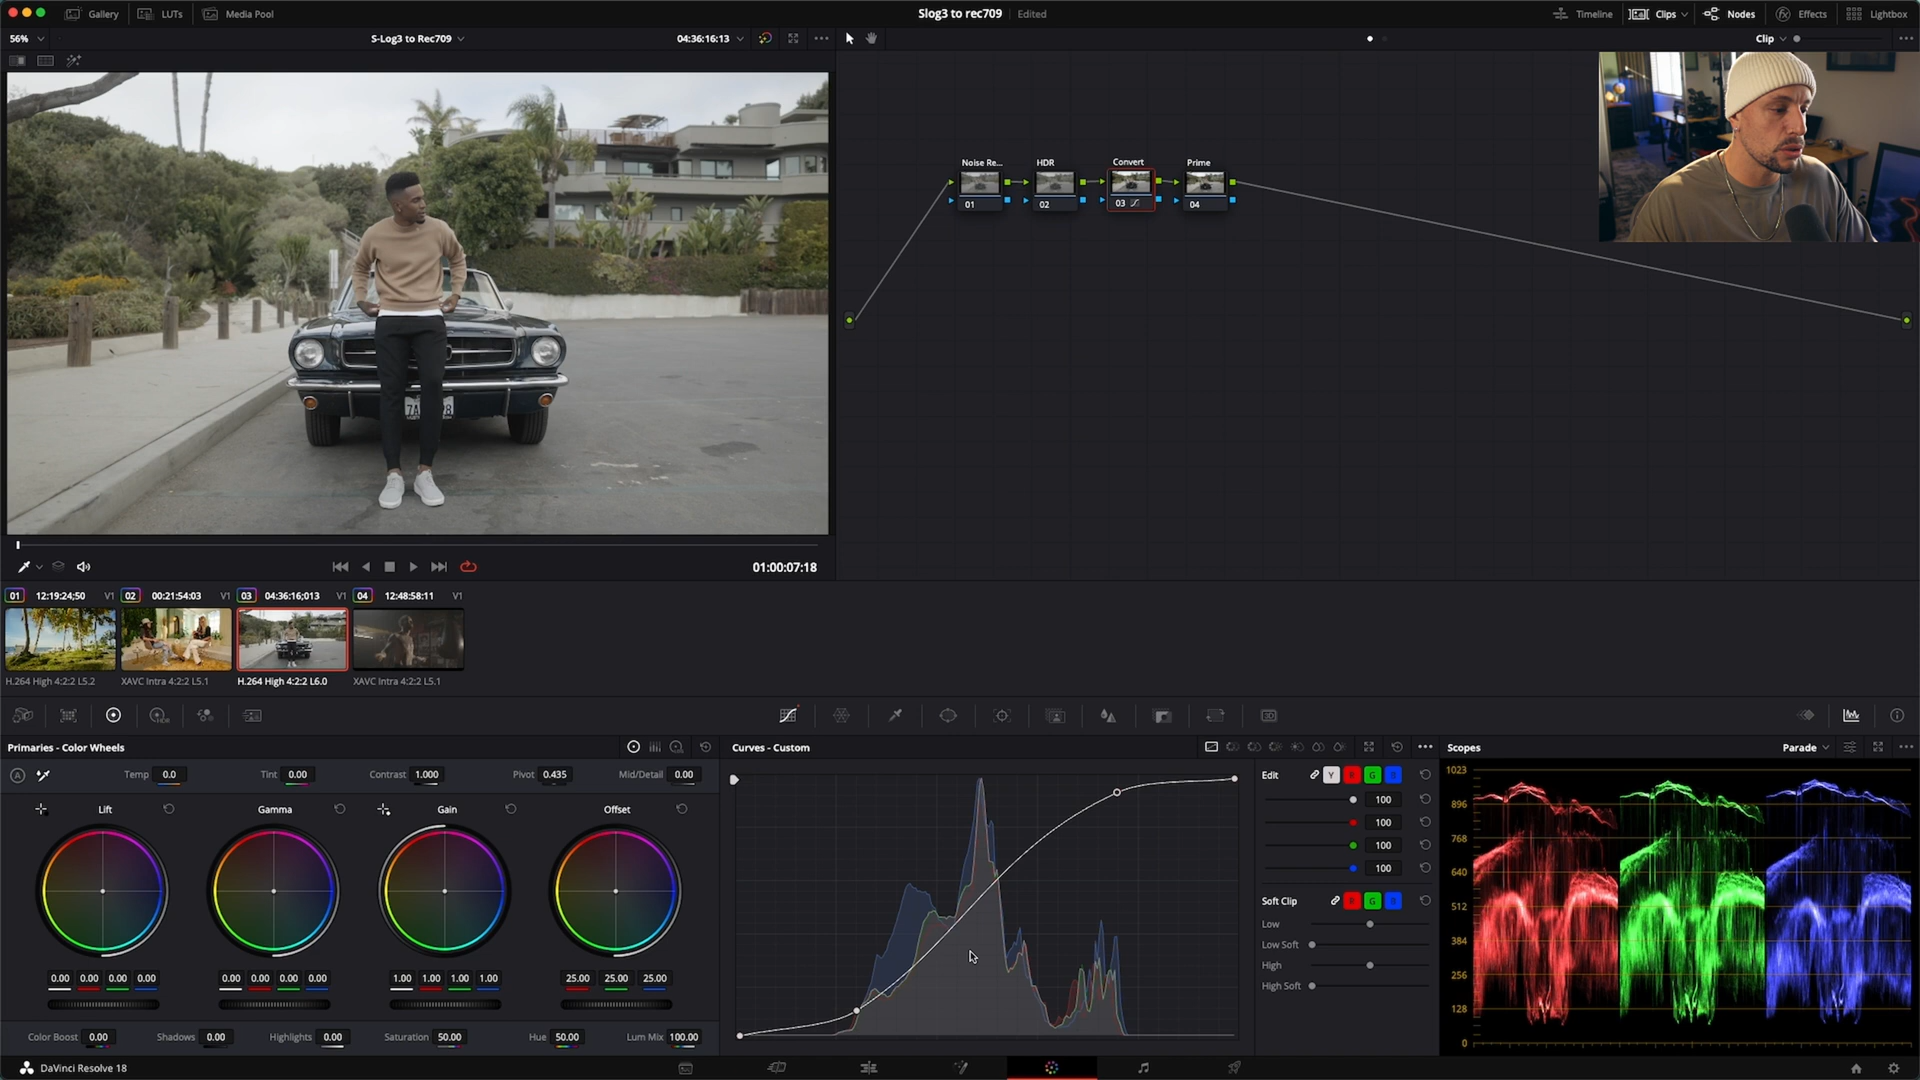 Gallery LUTs Media Pool Slog3 to rec709 Edited Timeline Clips Nodes Effects Lightbox
56% S-Log3 to Rec709 04:36:16:13 Clip
Noise Re... HDR Convert Prime
01 02 03 04
01:00:07:18
01 12:19:24;50 V1 02 00:21:54:03 V1 03 04:36:16;013 V1 04 12:48:58:11 V1
H.264 High 4:2:2 L5.2 XAVC Intra 4:2:2 L5.1 H.264 High 4:2:2 L6.0 XAVC Intra 4:2:2 L5.1
HDR
3D
Primaries - Color Wheels Curves - Custom Scopes Parade
A Temp 0.0 Tint 0.00 Contrast 1.000 Pivot 0.435 Mid/Detail 0.00
Lift Gamma Gain Offset
0.00 0.00 0.00 0.00 0.00 0.00 0.00 0.00 1.00 1.00 1.00 1.00 25.00 25.00 25.00
Color Boost 0.00 Shadows 0.00 Highlights 0.00 Saturation 50.00 Hue 50.00 Lum Mix 100.00
Edit Y R G B
100
100
100
100
Soft Clip R G B
Low
Low Soft
High
High Soft
1023
896
768
640
512
384
256
128
0
DaVinci Resolve 18